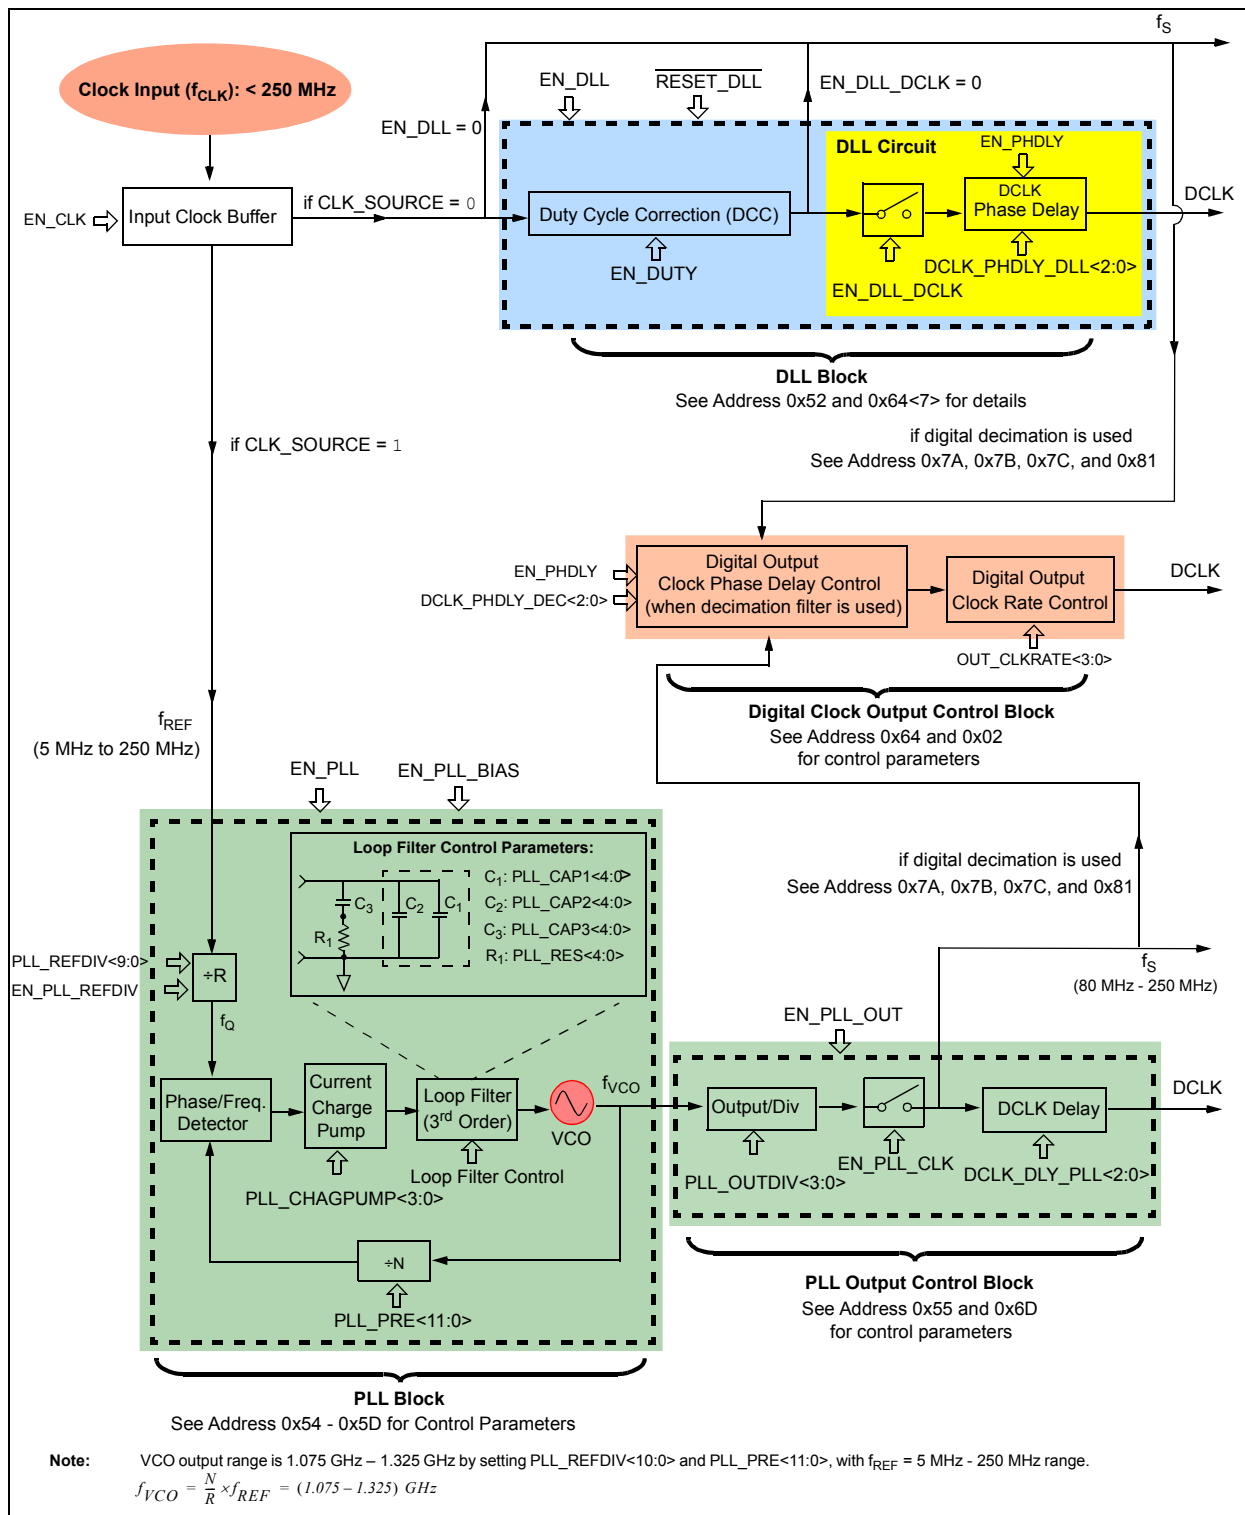 f_S
Clock Input (f_CLK): < 250 MHz
EN_DLL
RESET_DLL
EN_DLL_DCLK = 0
EN_DLL = 0
DLL Circuit
EN_PHDLY
EN_CLK
Input Clock Buffer
if CLK_SOURCE = 0
Duty Cycle Correction (DCC)
DCLK
Phase Delay
DCLK
EN_DUTY
EN_DLL_DCLK
DCLK_PHDLY_DLL<2:0>
DLL Block
See Address 0x52 and 0x64<7> for details
if CLK_SOURCE = 1
if digital decimation is used
See Address 0x7A, 0x7B, 0x7C, and 0x81
EN_PHDLY
DCLK_PHDLY_DEC<2:0>
Digital Output
Clock Phase Delay Control
(when decimation filter is used)
Digital Output
Clock Rate Control
DCLK
OUT_CLKRATE<3:0>
Digital Clock Output Control Block
See Address 0x64 and 0x02
for control parameters
f_REF
(5 MHz to 250 MHz)
EN_PLL
EN_PLL_BIAS
Loop Filter Control Parameters:
C1: PLL_CAP1<4:0>
C2: PLL_CAP2<4:0>
C3: PLL_CAP3<4:0>
R1: PLL_RES<4:0>
C3
C2
C1
R1
if digital decimation is used
See Address 0x7A, 0x7B, 0x7C, and 0x81
PLL_REFDIV<9:0>
EN_PLL_REFDIV
÷R
f_Q
f_S
(80 MHz - 250 MHz)
EN_PLL_OUT
Phase/Freq.
Detector
Current
Charge
Pump
Loop Filter
(3rd Order)
VCO
f_VCO
Output/Div
DCLK Delay
DCLK
PLL_CHAGPUMP<3:0>
Loop Filter Control
PLL_OUTDIV<3:0>
EN_PLL_CLK
DCLK_DLY_PLL<2:0>
÷N
PLL_PRE<11:0>
PLL Output Control Block
See Address 0x55 and 0x6D
for control parameters
PLL Block
See Address 0x54 - 0x5D for Control Parameters
Note: VCO output range is 1.075 GHz – 1.325 GHz by setting PLL_REFDIV<10:0> and PLL_PRE<11:0>, with f_REF = 5 MHz - 250 MHz range.
f_VCO = N/R × f_REF = (1.075 – 1.325) GHz